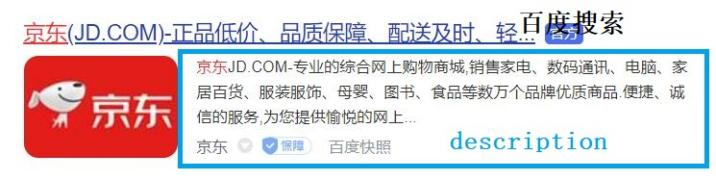 京东(JD.COM)-正品低价、品质保障、配送及时、轻... 官方
百度搜索
京东
京东JD.COM-专业的综合网上购物商城,销售家电、数码通讯、电脑、家
居百货、服装服饰、母婴、图书、食品等数万个品牌优质商品.便捷、诚
信的服务,为您提供愉悦的网上...
京东 保障 百度快照
description